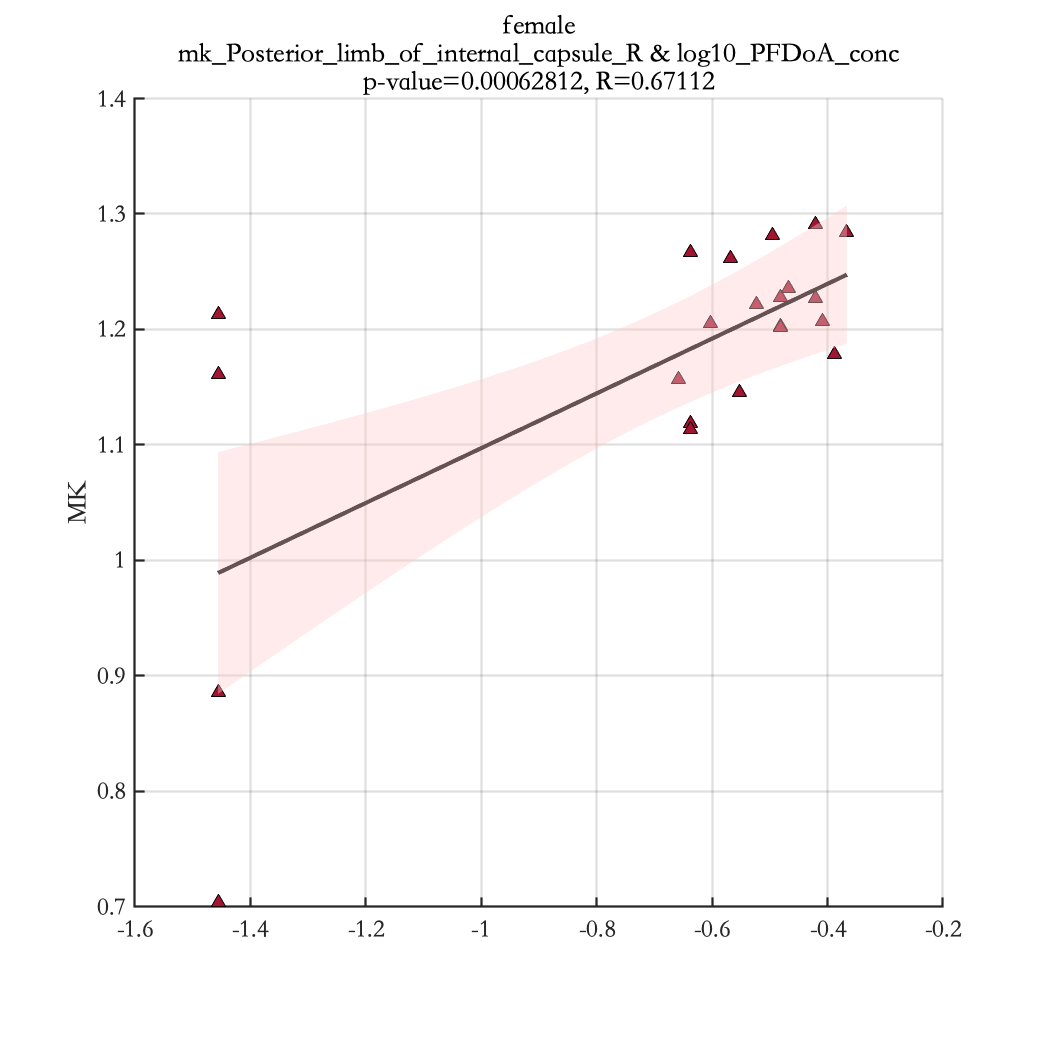 female
mk_Posterior_limb_of_internal_capsule_R & log10_PFDoA_conc
p-value=0.00062812, R=0.67112
1.4
1.3
1.2
1.1
1
0.9
0.8
0.7
MK
-1.6 -1.4 -1.2 -1 -0.8 -0.6 -0.4 -0.2